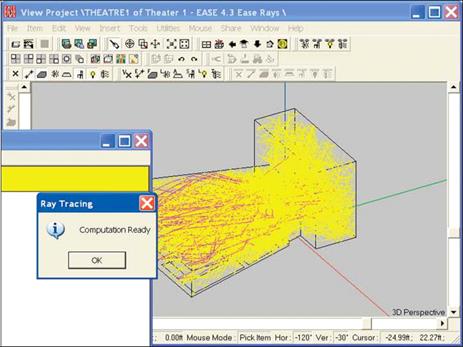 View Project \THEATRE1 of Theater 1 - EASE 4.3 Ease Rays \
File Edit Item View Insert Tools Utilities Mouse Share Window Help
Ray Tracing
Computation Ready
OK
3D Perspective
0.00ft Mouse Mode: Pick Item Hor: -120° Ver: -30° Cursor: -24.99ft; 22.27ft;